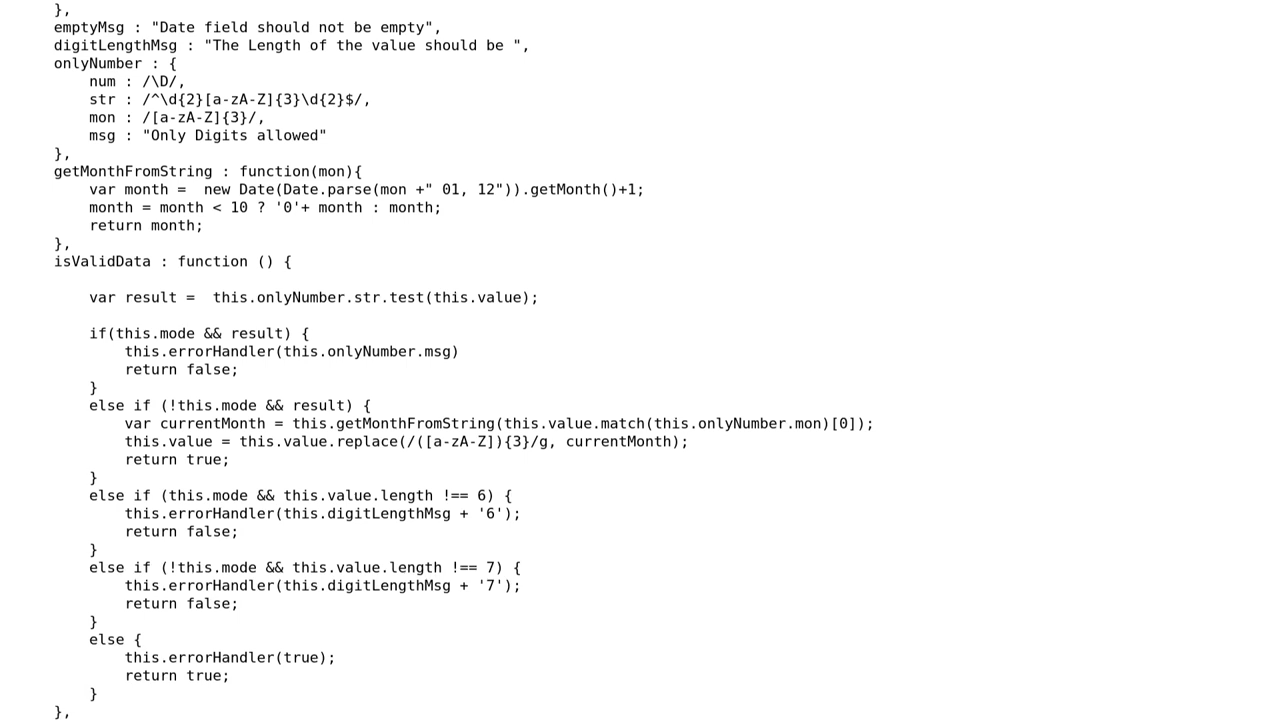 },
emptyMsg : "Date field should not be empty",
digitLengthMsg : "The Length of the value should be ",
onlyNumber : {
    num : /\D/,
    str : /^\d{2}[a-zA-Z]{3}\d{2}$/,
    mon : /[a-zA-Z]{3}/,
    msg : "Only Digits allowed"
},
getMonthFromString : function(mon){
    var month =  new Date(Date.parse(mon +" 01, 12")).getMonth()+1;
    month = month < 10 ? '0'+ month : month;
    return month;
},
isValidData : function () {

    var result =  this.onlyNumber.str.test(this.value);

    if(this.mode && result) {
        this.errorHandler(this.onlyNumber.msg)
        return false;
    }
    else if (!this.mode && result) {
        var currentMonth = this.getMonthFromString(this.value.match(this.onlyNumber.mon)[0]);
        this.value = this.value.replace(/([a-zA-Z]){3}/g, currentMonth);
        return true;
    }
    else if (this.mode && this.value.length !== 6) {
        this.errorHandler(this.digitLengthMsg + '6');
        return false;
    }
    else if (!this.mode && this.value.length !== 7) {
        this.errorHandler(this.digitLengthMsg + '7');
        return false;
    }
    else {
        this.errorHandler(true);
        return true;
    }
},